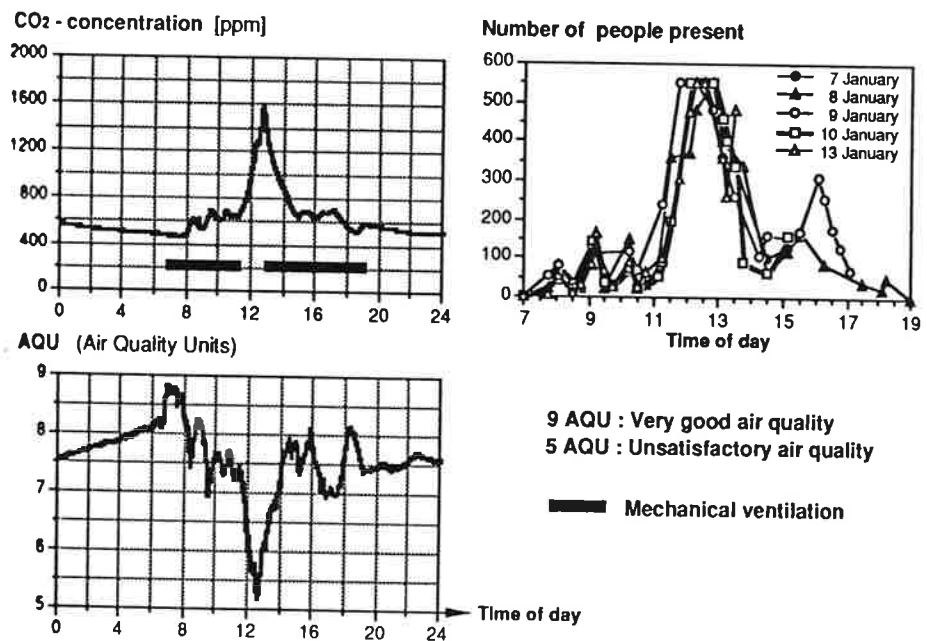 CO2 - concentration [ppm]
2000
1600
1200
800
400
0
0 4 8 12 16 20 24
Number of people present
600
500
400
300
200
100
0
7 9 11 13 15 17 19
Time of day
7 January
8 January
9 January
10 January
13 January
AQU (Air Quality Units)
9
8
7
6
5
0 4 8 12 16 20 24
Time of day
9 AQU : Very good air quality
5 AQU : Unsatisfactory air quality
Mechanical ventilation